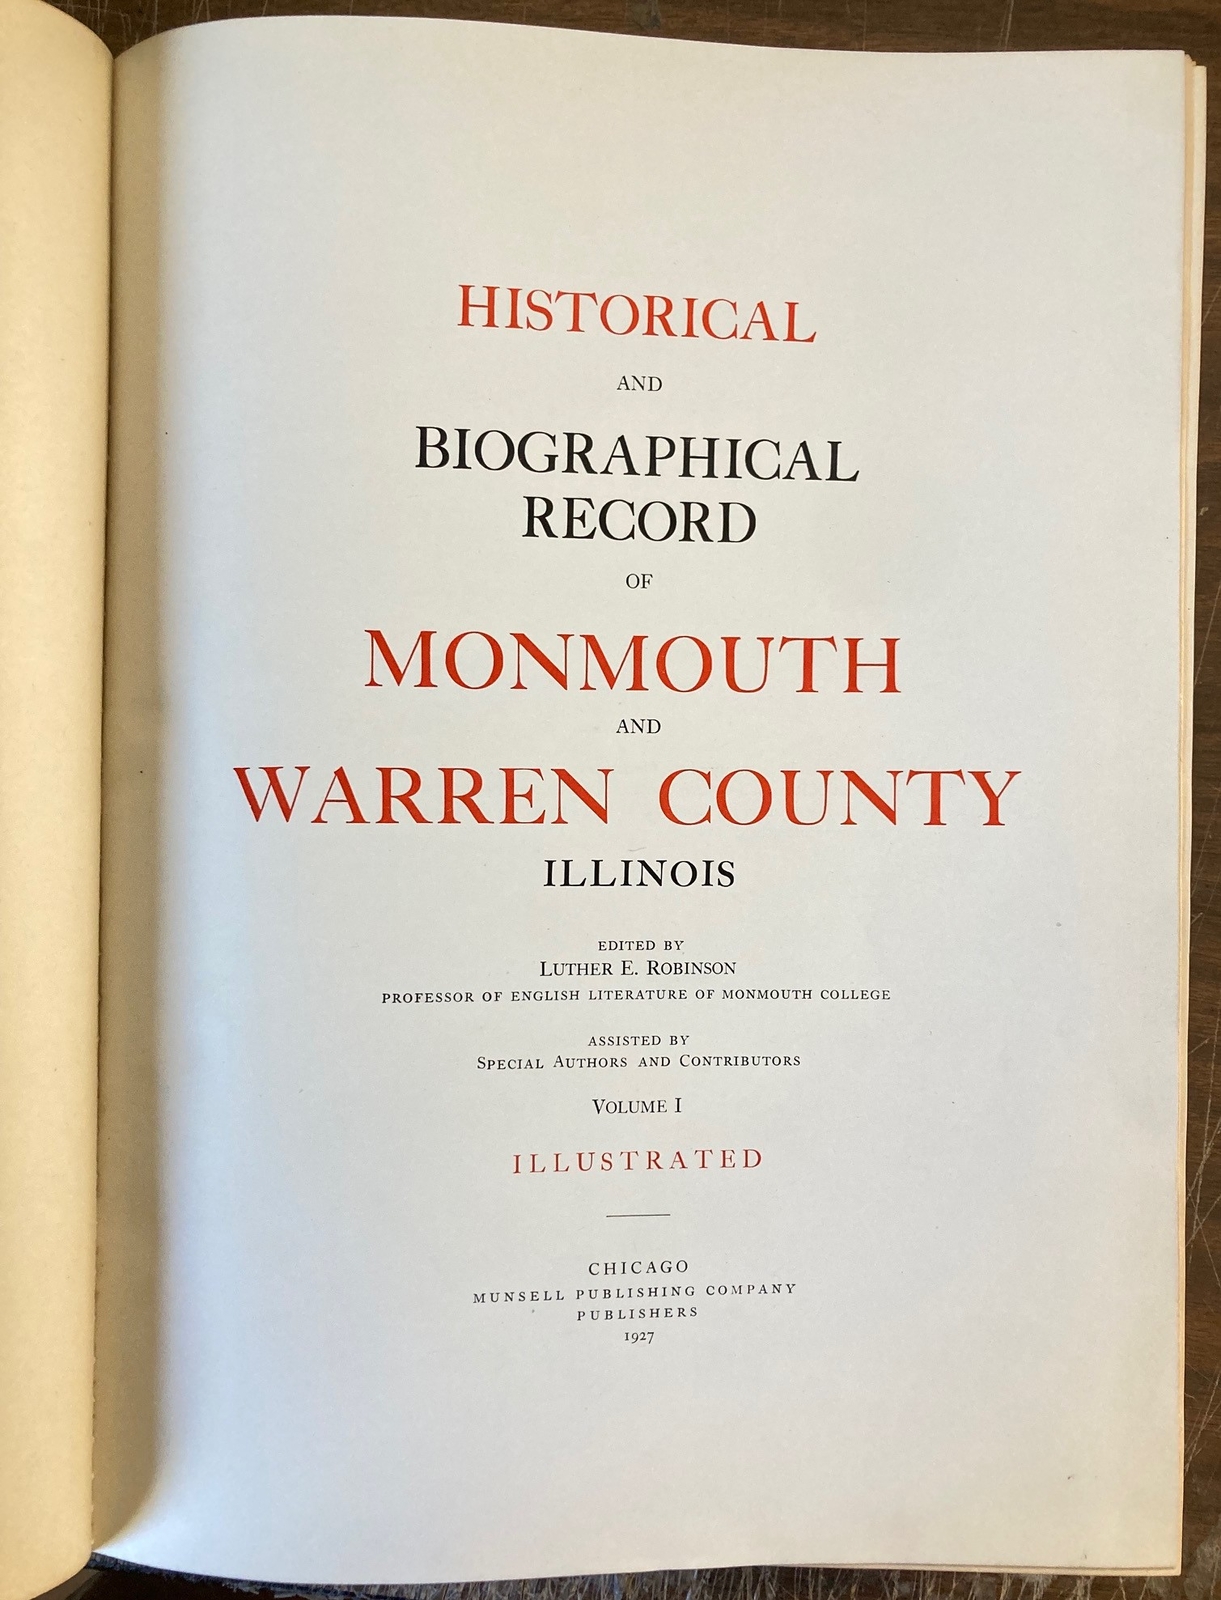 HISTORICAL
AND
BIOGRAPHICAL
RECORD
OF
MONMOUTH
AND
WARREN COUNTY
ILLINOIS
EDITED BY
LUTHER E. ROBINSON
PROFESSOR OF ENGLISH LITERATURE OF MONMOUTH COLLEGE
ASSISTED BY
SPECIAL AUTHORS AND CONTRIBUTORS
VOLUME I
ILLUSTRATED
CHICAGO
MUNSELL PUBLISHING COMPANY
PUBLISHERS
1927